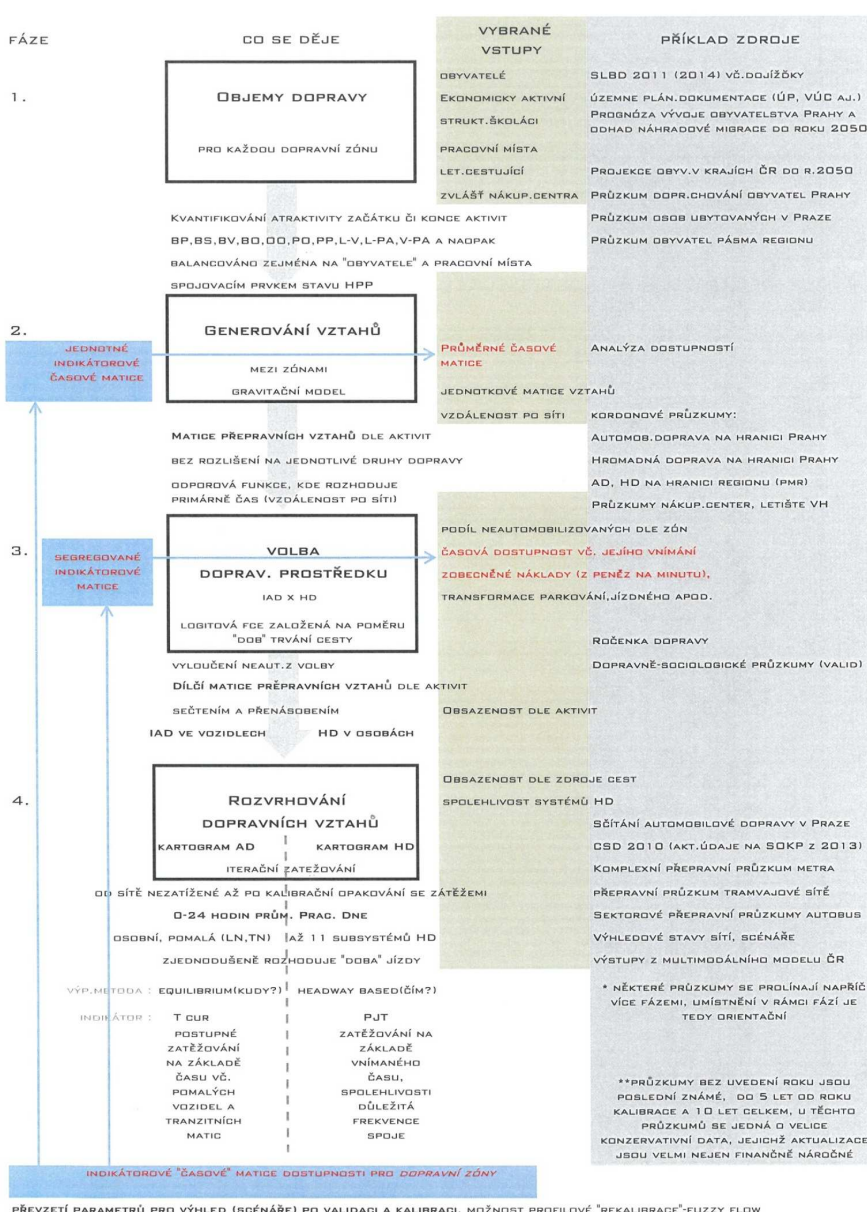 FÁZE
CO SE DĚJE
VYBRANÉ
VSTUPY
PŘÍKLAD ZDROJE
1.
OBJEMY DOPRAVY
PRO KAŽDOU DOPRAVNÍ ZÓNU
OBYVATELÉ
EKONOMICKY AKTIVNÍ
STRUKT.ŠKOLÁCI
PRACOVNÍ MÍSTA
LET.CESTUJÍCÍ
ZVLÁŠŤ NÁKUP.CENTRA
SLBD 2011 (2014) VČ.DOJÍŽĎKY
ÚZEMNE PLÁN.DOKUMENTACE (ÚP, VÚC AJ.)
PROGNÓZA VÝVOJE OBYVATELSTVA PRAHY A
ODHAD NÁHRADOVÉ MIGRACE DO ROKU 2050
PROJEKCE OBYV.V KRAJÍCH ČR DO R.2050
PRŮZKUM DOPR.CHOVÁNÍ OBYVATEL PRAHY
PRŮZKUM OSOB UBYTOVANÝCH V PRAZE
PRŮZKUM OBYVATEL PÁSMA REGIONU
KVANTIFIKOVÁNÍ ATRAKTIVITY ZAČÁTKU ČI KONCE AKTIVIT
BP,BS,BV,BO,OO,PO,PP,L-V,L-PA,V-PA A NAOPAK
BALANCOVÁNO ZEJMÉNA NA "OBYVATELE" A PRACOVNÍ MÍSTA
SPOJOVACÍM PRVKEM STAVU HPP
2.
JEDNOTNÉ
INDIKÁTOROVÉ
ČASOVÉ MATICE
GENEROVÁNÍ VZTAHŮ
MEZI ZÓNAMI
GRAVITAČNÍ MODEL
PRŮMĚRNÉ ČASOVÉ
MATICE
JEDNOTKOVÉ MATICE VZTAHŮ
VZDÁLENOST PO SÍTI
ANALÝZA DOSTUPNOSTÍ
KORDONOVÉ PRŮZKUMY:
AUTOMOB.DOPRAVA NA HRANICI PRAHY
HROMADNÁ DOPRAVA NA HRANICI PRAHY
AD, HD NA HRANICI REGIONU (PMR)
PRŮZKUMY NÁKUP.CENTER, LETIŠTE VH
MATICE PŘEPRAVNÍCH VZTAHŮ DLE AKTIVIT
BEZ ROZLIŠENÍ NA JEDNOTLIVÉ DRUHY DOPRAVY
ODPOROVÁ FUNKCE, KDE ROZHODUJE
PRIMÁRNĚ ČAS (VZDÁLENOST PO SÍTI)
3.
SEGREGOVANÉ
INDIKÁTOROVÉ
MATICE
VOLBA
DOPRAV. PROSTŘEDKU
IAD X HD
LOGITOVÁ FCE ZALOŽENÁ NA POMĚRU
"DOB" TRVÁNÍ CESTY
PODÍL NEAUTOMOBILIZOVANÝCH DLE ZÓN
ČASOVÁ DOSTUPNOST VČ. JEJÍHO VNÍMÁNÍ
ZOBECNĚNÉ NÁKLADY (Z PENĚZ NA MINUTU),
TRANSFORMACE PARKOVÁNÍ,JÍZDNÉHO APOD.
ROČENKA DOPRAVY
DOPRAVNĚ-SOCIOLOGICKÉ PRŮZKUMY (VALID)
VYLOUČENÍ NEAUT.Z VOLBY
DÍLČÍ MATICE PŘEPRAVNÍCH VZTAHŮ DLE AKTIVIT
SEČTENÍM A PŘENÁSOBENÍM
IAD VE VOZIDLECH HD V OSOBÁCH
OBSAZENOST DLE AKTIVIT
4.
ROZVRHOVÁNÍ
DOPRAVNÍCH VZTAHŮ
KARTOGRAM AD KARTOGRAM HD
ITERAČNÍ ZATEŽOVÁNÍ
OBSAZENOST DLE ZDROJE CEST
SPOLEHLIVOST SYSTÉMŮ HD
SČÍTÁNÍ AUTOMOBILOVÉ DOPRAVY V PRAZE
CSD 2010 (AKT.ÚDAJE NA SOKP Z 2013)
KOMPLEXNÍ PŘEPRAVNÍ PRŮZKUM METRA
PŘEPRAVNÍ PRŮZKUM TRAMVAJOVÉ SÍTĚ
SEKTOROVÉ PŘEPRAVNÍ PRŮZKUMY AUTOBUS
VÝHLEDOVÉ STAVY SÍTÍ, SCÉNÁŘE
VÝSTUPY Z MULTIMODÁLNÍHO MODELU ČR
OD SÍTĚ NEZATÍŽENÉ AŽ PO KALIBRAČNÍ OPAKOVÁNÍ SE ZÁTĚŽEMI
0-24 HODIN PRŮM. PRAC. DNE
OSOBNÍ, POMALÁ (LN,TN) AŽ 11 SUBSYSTÉMŮ HD
ZJEDNODUŠENĚ ROZHODUJE "DOBA" JÍZDY
VÝP.METODA : EQUILIBRIUM(KUDY?) HEADWAY BASED(ČÍM?)
INDIKÁTOR : T CUR PJT
POSTUPNÉ
ZATĚŽOVÁNÍ
NA ZÁKLADĚ
ČASU VČ.
POMALÝCH
VOZIDEL A
TRANZITNÍCH
MATIC
ZATĚŽOVÁNÍ NA
ZÁKLADĚ
VNÍMANÉHO
ČASU,
SPOLEHLIVOSTI
DŮLEŽITÁ
FREKVENCE
SPOJE
* NĚKTERÉ PRŮZKUMY SE PROLÍNAJÍ NAPŘÍČ
VÍCE FÁZEMI, UMÍSTNĚNÍ V RÁMCI FÁZÍ JE
TEDY ORIENTAČNÍ
**PRŮZKUMY BEZ UVEDENÍ ROKU JSOU
POSLEDNÍ ZNÁMÉ, DO 5 LET OD ROKU
KALIBRACE A 10 LET CELKEM, U TĚCHTO
PRŮZKUMŮ SE JEDNÁ O VELICE
KONZERVATIVNÍ DATA, JEJICHŽ AKTUALIZACE
JSOU VELMI NEJEN FINANČNĚ NÁROČNÉ
INDIKÁTOROVÉ "ČASOVÉ" MATICE DOSTUPNOSTI PRO DOPRAVNÍ ZÓNY
PŘEVZETÍ PARAMETRŮ PRO VÝHLED (SCÉNÁŘE) PO VALIDACI A KALIBRACI, MOŽNOST PROFILOVÉ "REKALIBRACE"-FUZZY FLOW